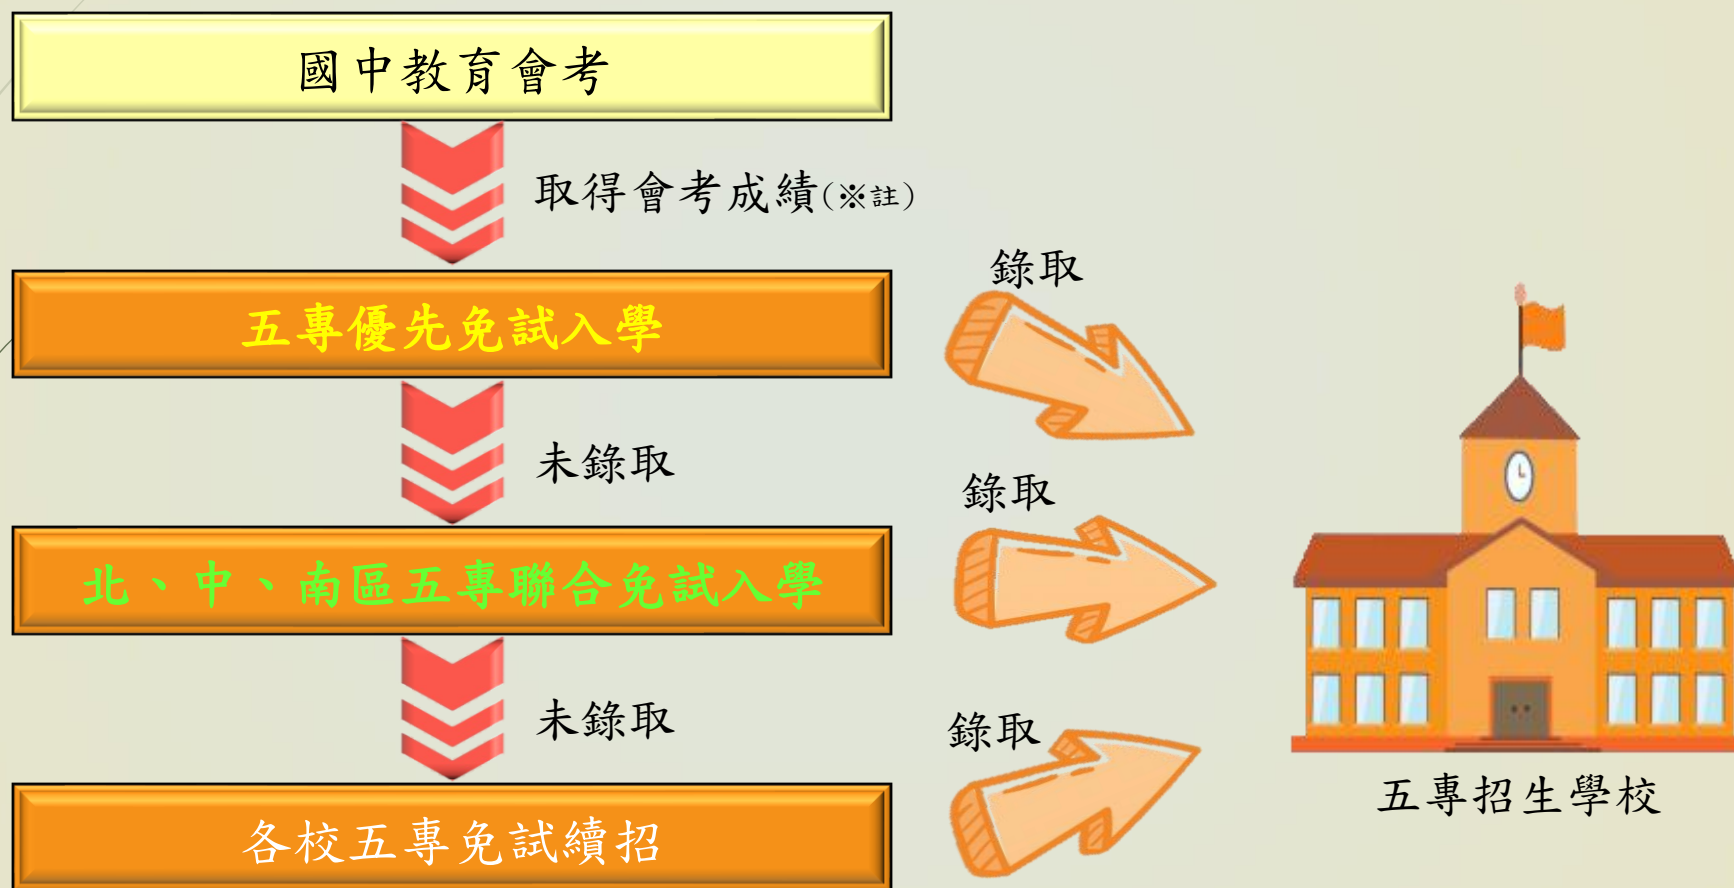 國中教育會考
取得會考成績(※註)
錄取
五專優先免試入學
未錄取
錄取
北、中、南區五專聯合免試入學
未錄取
錄取
五專招生學校
各校五專免試續招